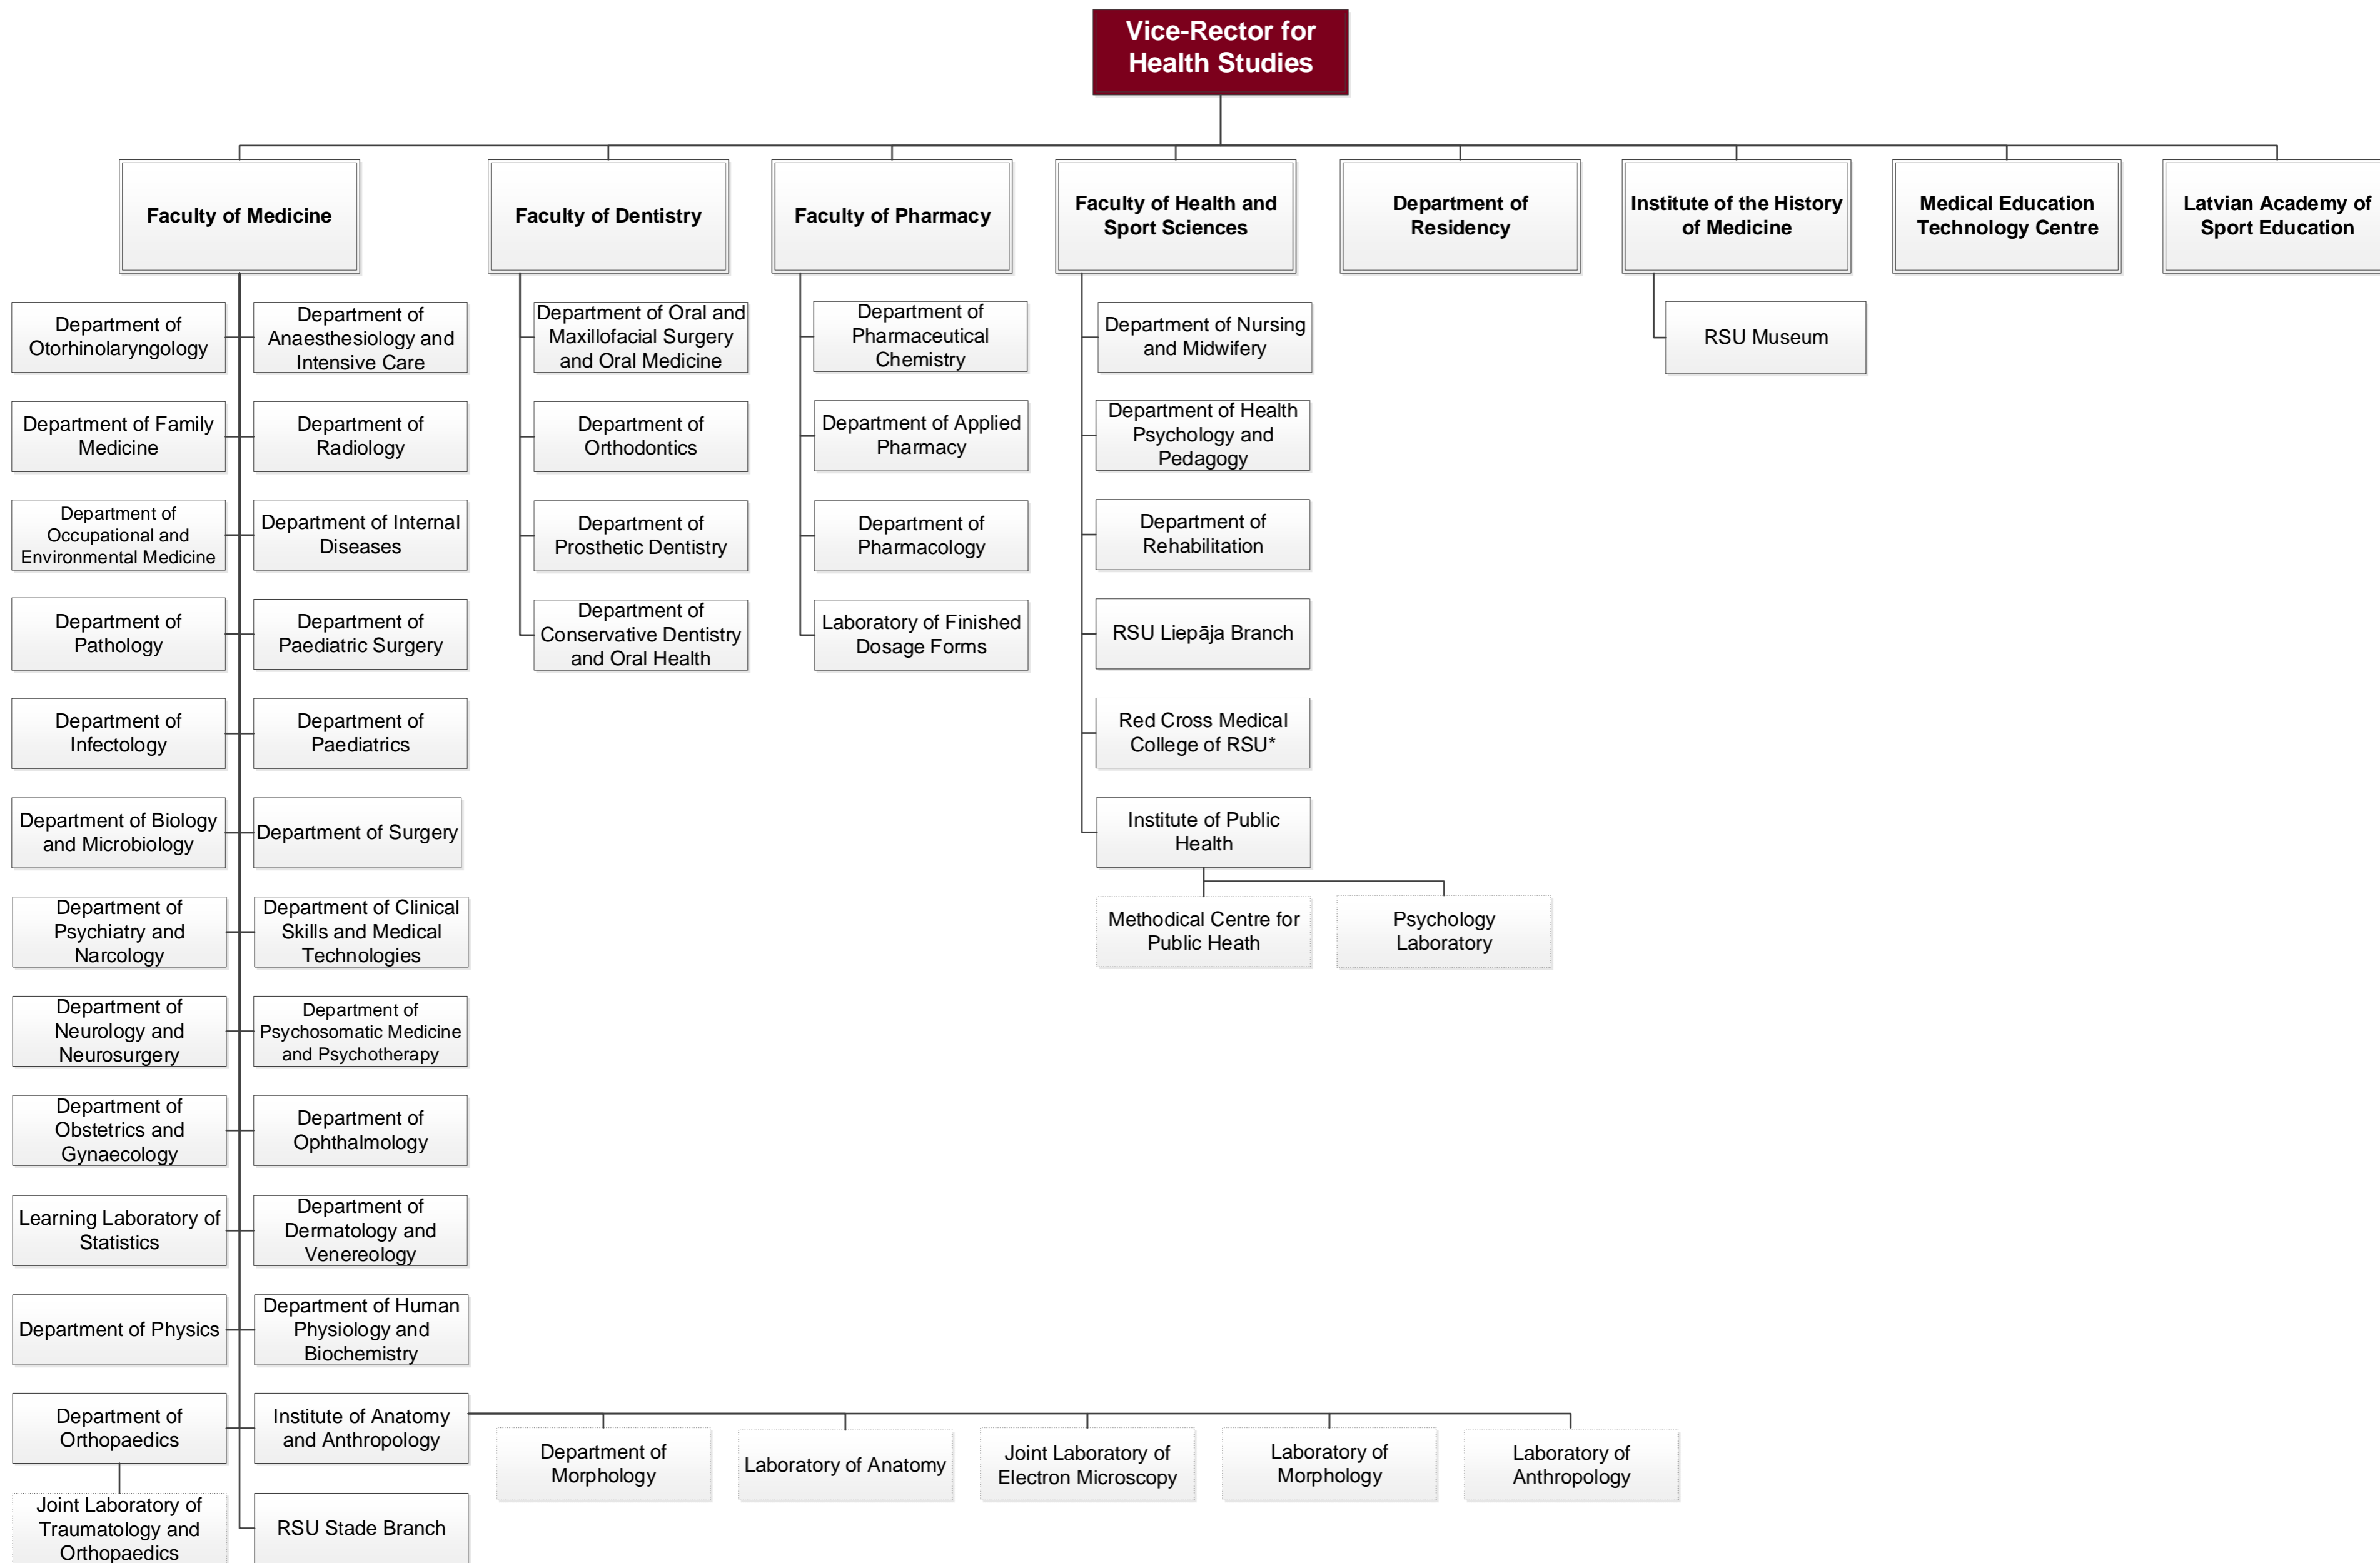 Vice-Rector for
Health Studies
Faculty of Medicine
Faculty of Dentistry
Faculty of Pharmacy
Faculty of Health and
Sport Sciences
Department of
Residency
Institute of the History
of Medicine
Medical Education
Technology Centre
Latvian Academy of
Sport Education
Department of
Otorhinolaryngology
Department of
Anaesthesiology and
Intensive Care
Department of Oral and
Maxillofacial Surgery
and Oral Medicine
Department of
Pharmaceutical
Chemistry
Department of Nursing
and Midwifery
RSU Museum
Department of Family
Medicine
Department of
Radiology
Department of
Orthodontics
Department of Applied
Pharmacy
Department of Health
Psychology and
Pedagogy
Department of
Occupational and
Environmental Medicine
Department of Internal
Diseases
Department of
Prosthetic Dentistry
Department of
Pharmacology
Department of
Rehabilitation
Department of
Pathology
Department of
Paediatric Surgery
Department of
Conservative Dentistry
and Oral Health
Laboratory of Finished
Dosage Forms
RSU Liepāja Branch
Department of
Infectology
Department of
Paediatrics
Red Cross Medical
College of RSU*
Department of Biology
and Microbiology
Department of Surgery
Institute of Public
Health
Department of
Psychiatry and
Narcology
Department of Clinical
Skills and Medical
Technologies
Methodical Centre for
Public Heath
Psychology
Laboratory
Department of
Neurology and
Neurosurgery
Department of
Psychosomatic Medicine
and Psychotherapy
Department of
Obstetrics and
Gynaecology
Department of
Ophthalmology
Learning Laboratory of
Statistics
Department of
Dermatology and
Venereology
Department of Physics
Department of Human
Physiology and
Biochemistry
Department of
Orthopaedics
Institute of Anatomy
and Anthropology
Department of
Morphology
Laboratory of Anatomy
Joint Laboratory of
Electron Microscopy
Laboratory of
Morphology
Laboratory of
Anthropology
Joint Laboratory of
Traumatology and
Orthopaedics
RSU Stade Branch